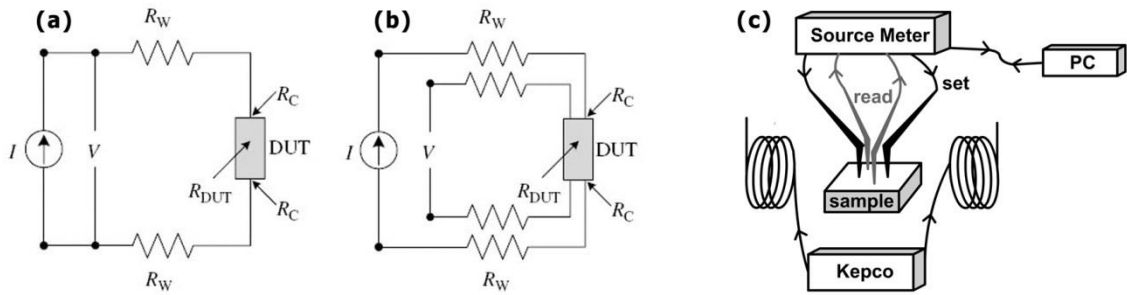 (a)
R_W
R_C
I
V
DUT
R_DUT
R_C
R_W
(b)
R_W
R_C
I
V
DUT
R_DUT
R_C
R_W
(c)
Source Meter
PC
read
set
sample
Kepco